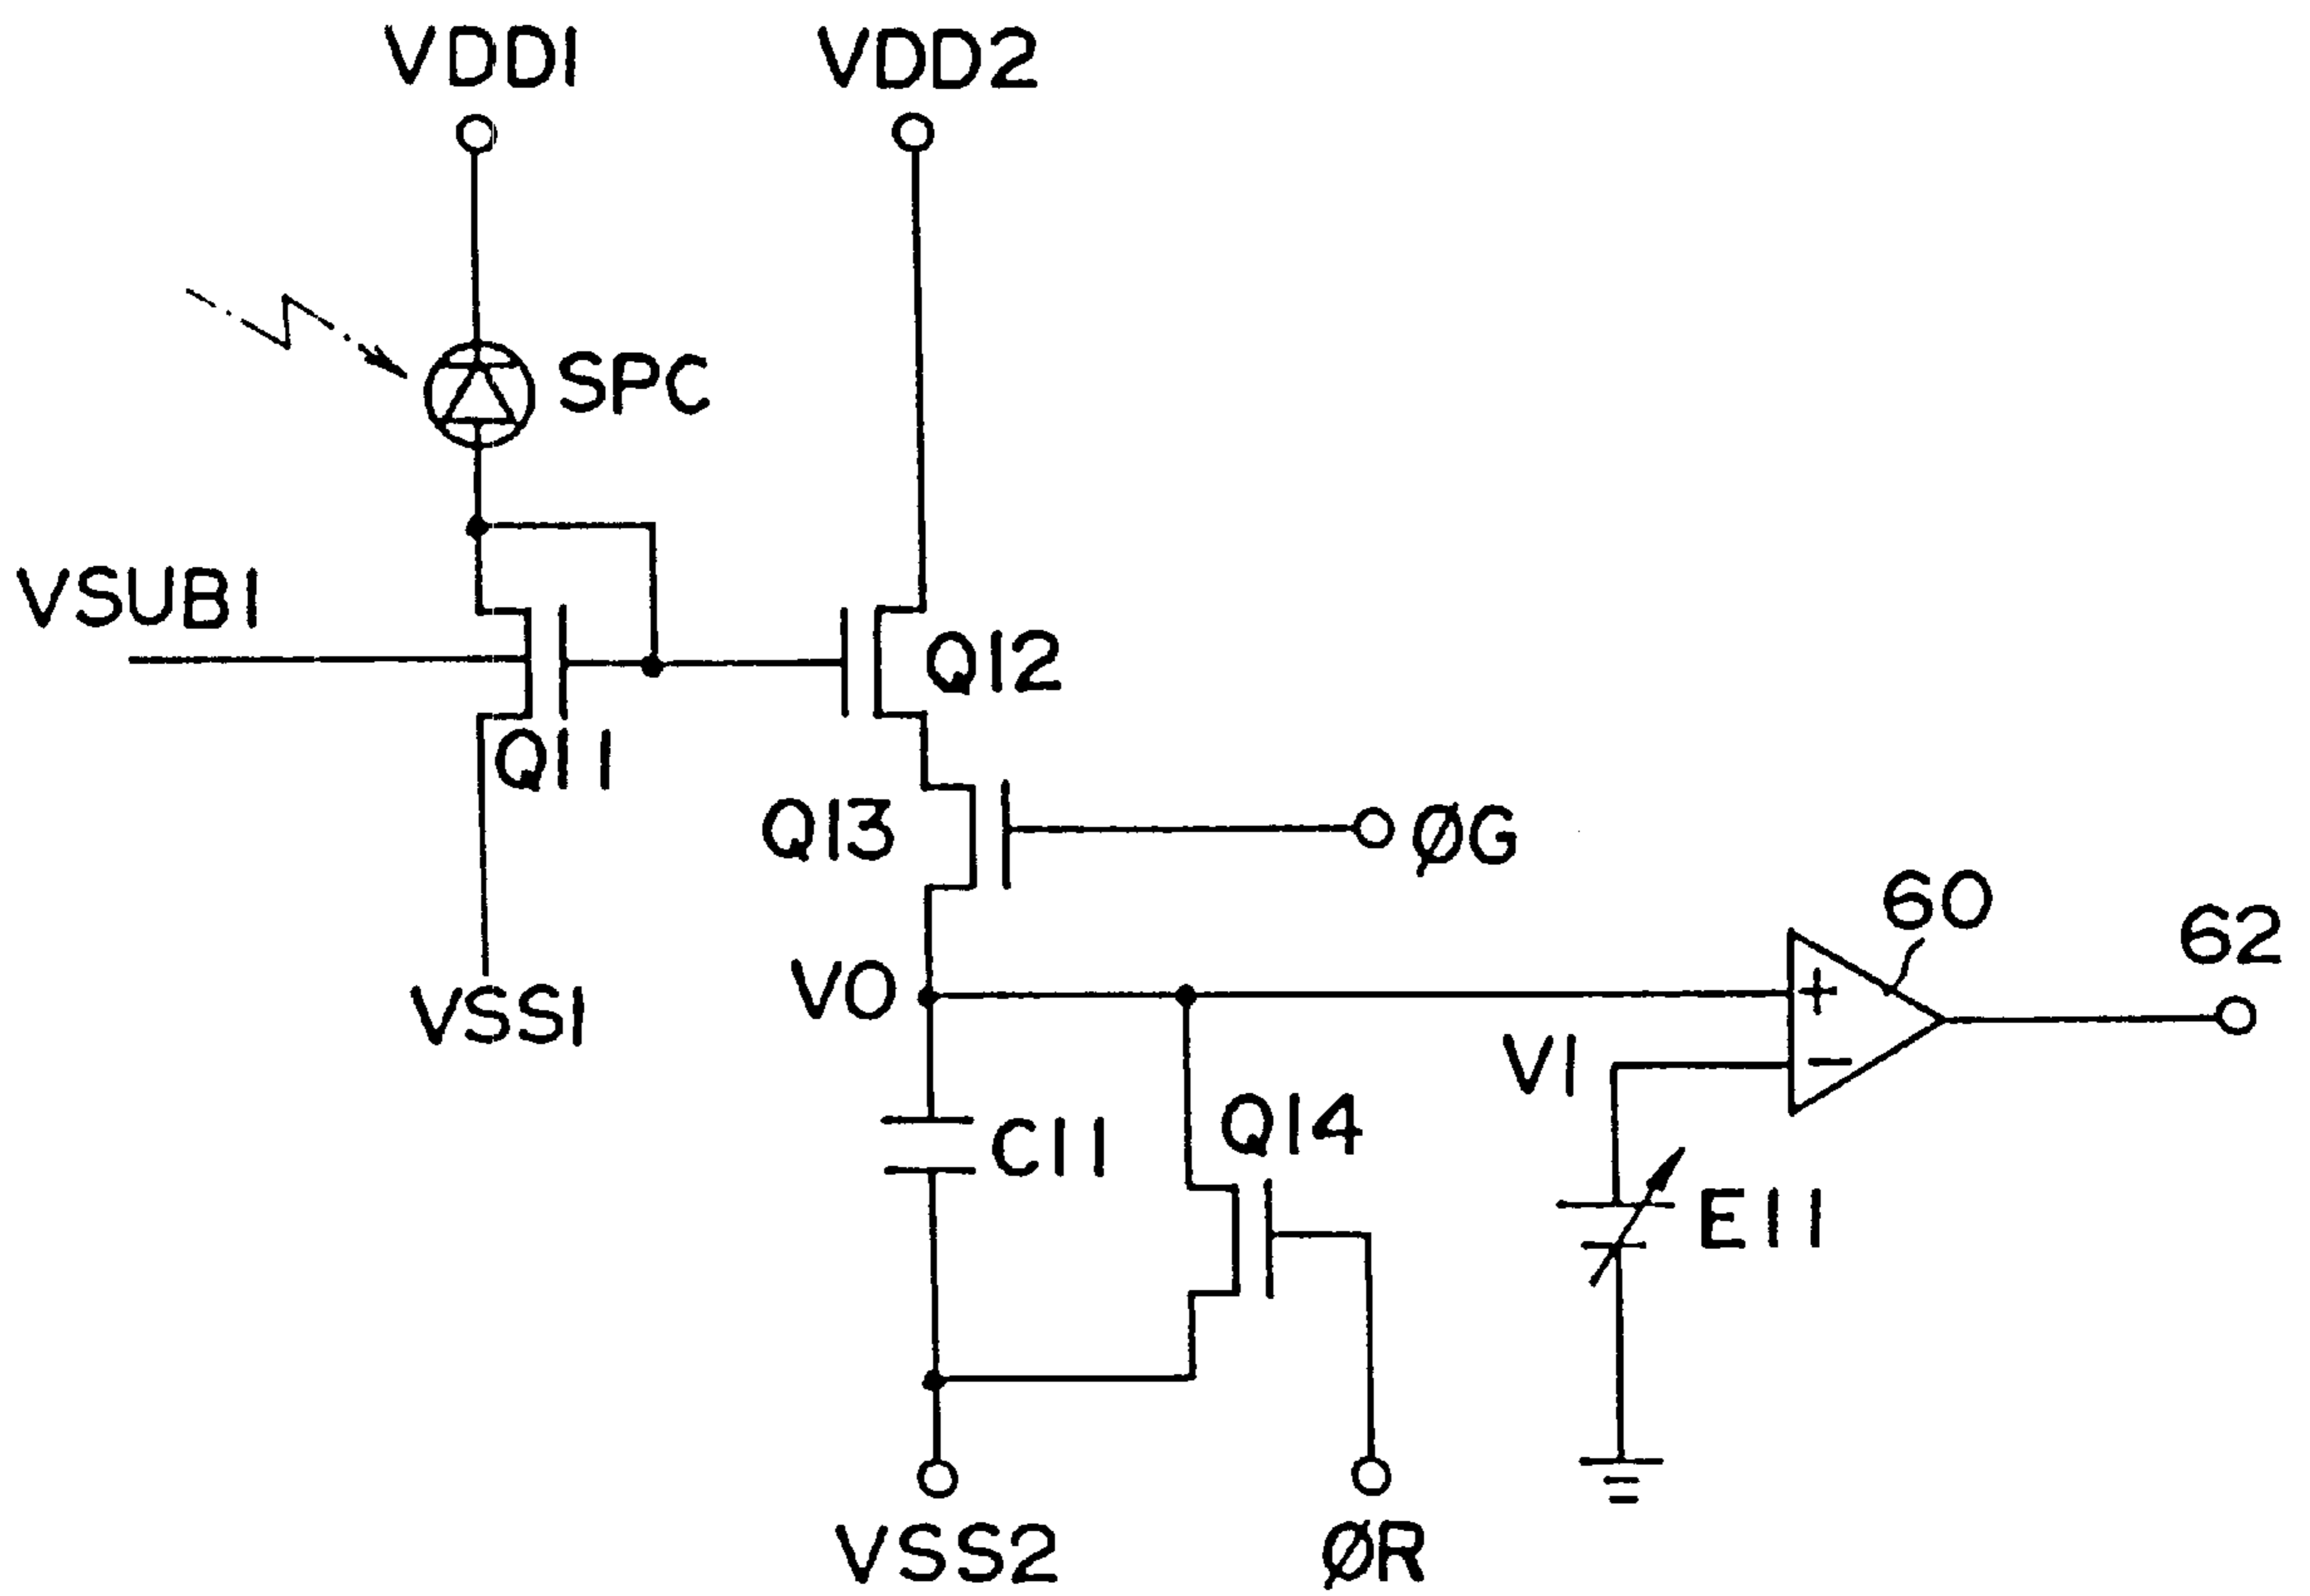 VDD1 VDD2
SPC
VSUB1
Q12
Q11
Q13 ØG
60
62
VO
+
VSS1
V1
−
Q14
C11
E11
VSS2 ØR